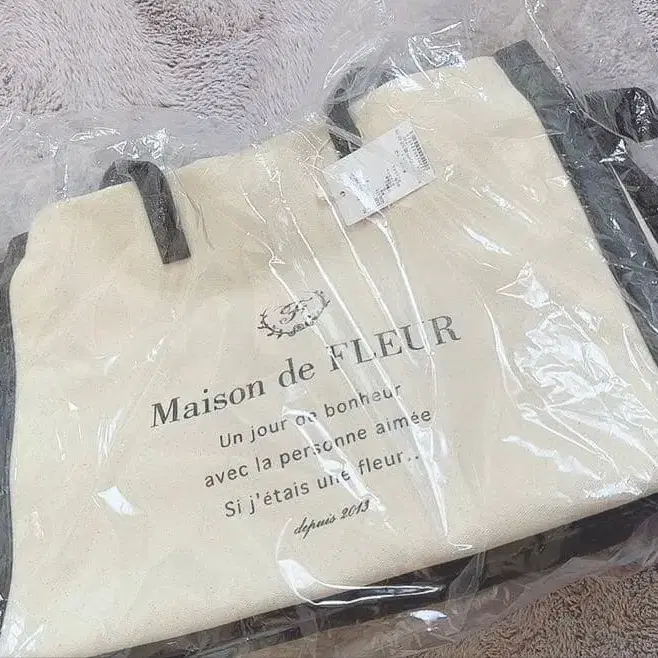 F
Maison de FLEUR
Un jour de bonheur
avec la personne aimée
Si j'étais une fleur..
depuis 2013